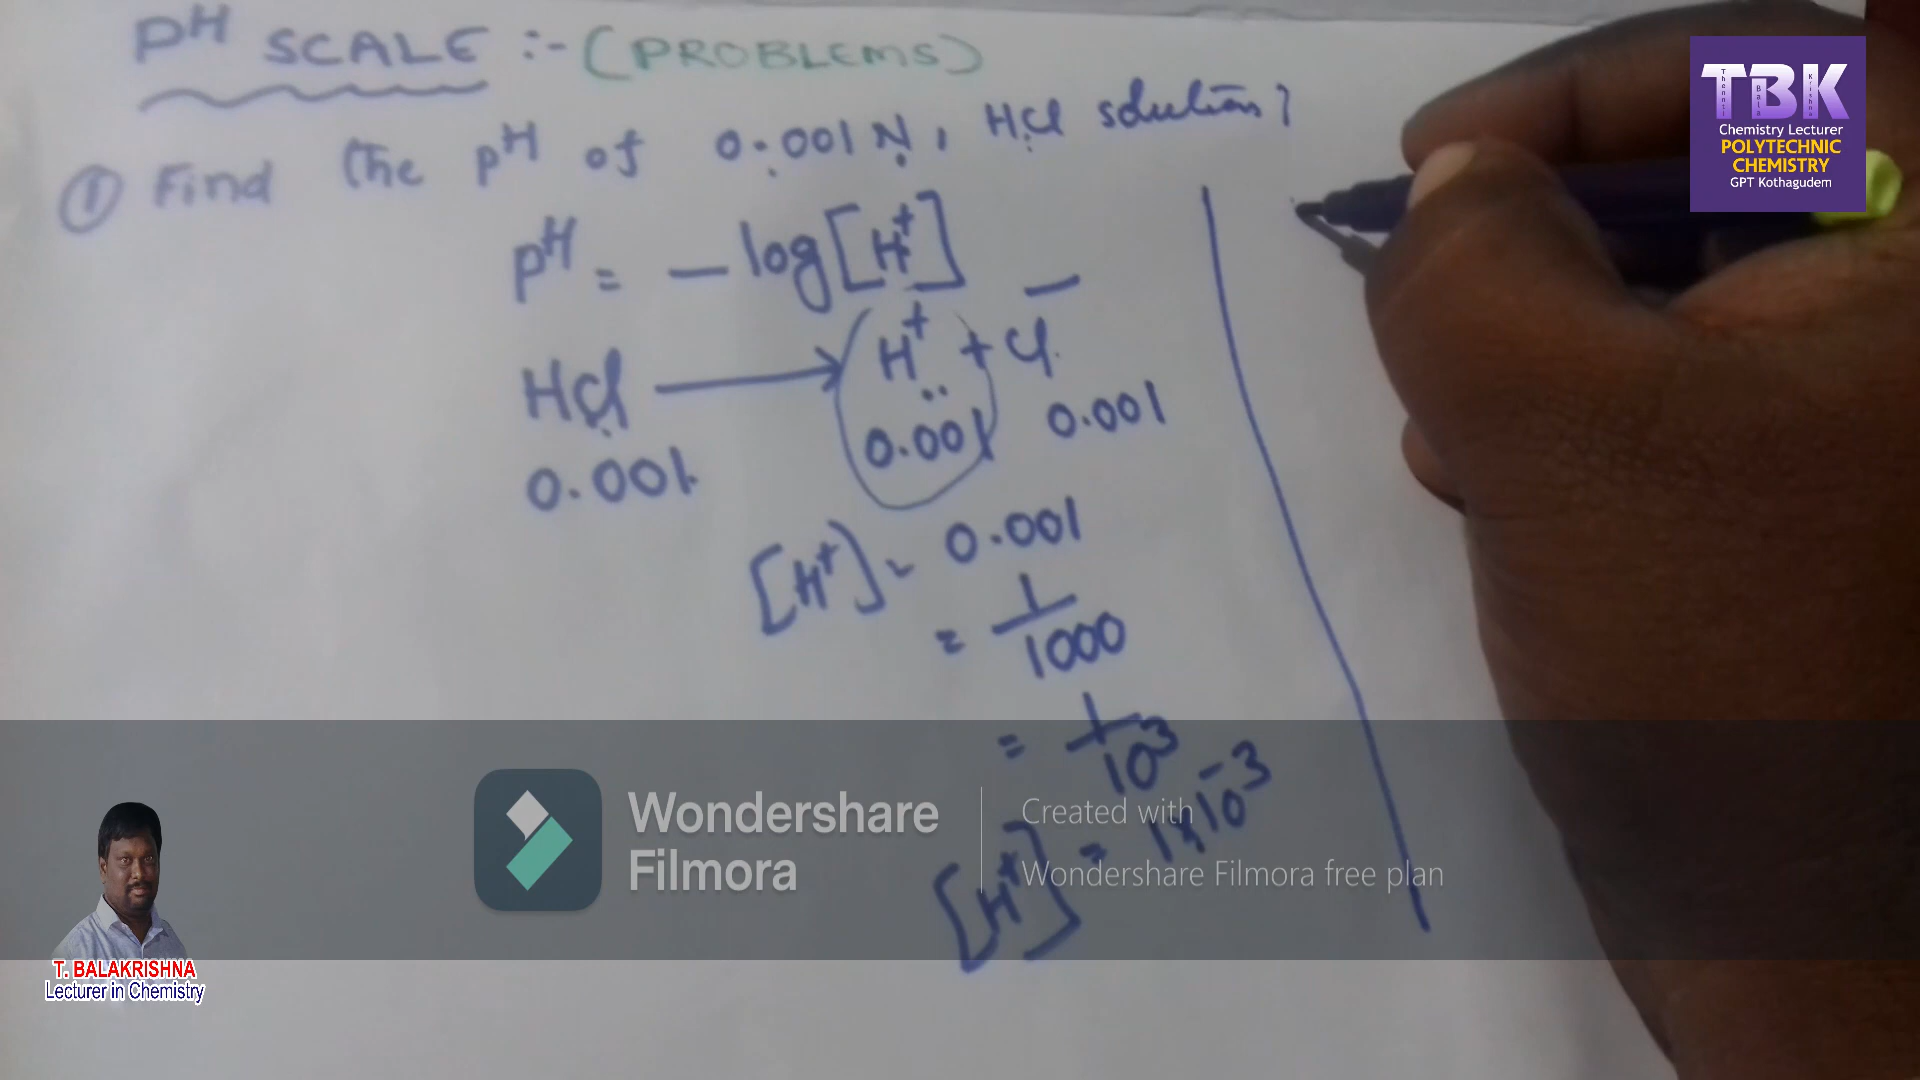 PH SCALE :- (PROBLEMS)
① Find the pH of 0.001 N, HCl solution?
pH = - log [H+]
HCl → H+ + Cl-
0.001 0.001 0.001
[H+] = 0.001
= 1/1000
= 1/10³
[H+] = 1x10-3
TBK
Chemistry Lecturer
POLYTECHNIC
CHEMISTRY
GPT Kothagudem
Wondershare
Filmora
Created with
Wondershare Filmora free plan
T. BALAKRISHNA
Lecturer in Chemistry